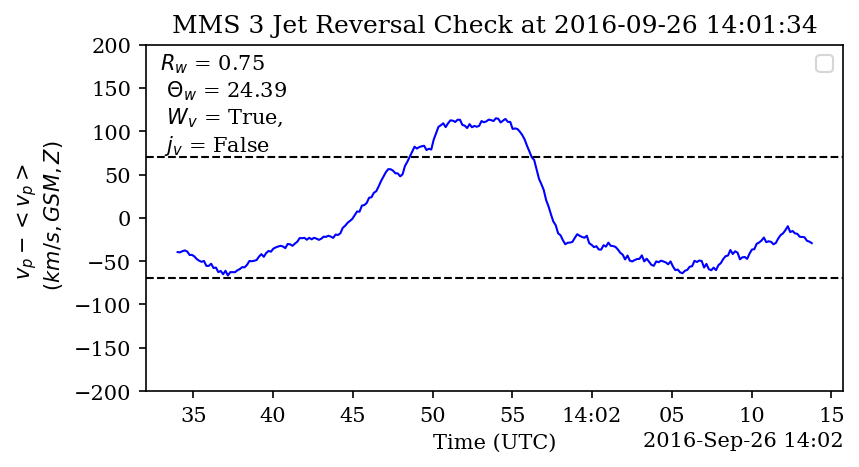 MMS 3 Jet Reversal Check at 2016-09-26 14:01:34
R_w = 0.75
Θ_w = 24.39
W_v = True,
j_v = False
v_p − < v_p >
(km/s, GSM, Z)
200
150
100
50
0
−50
−100
−150
−200
35 40 45 50 55 14:02 05 10 15
Time (UTC)
2016-Sep-26 14:02